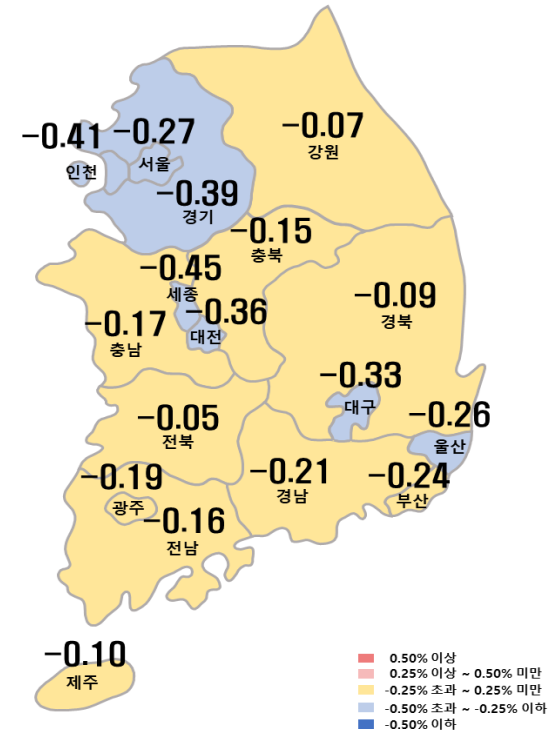 -0.07
강원
-0.41
인천
-0.27
서울
-0.39
경기
-0.15
충북
-0.45
세종
-0.36
대전
-0.17
충남
-0.09
경북
-0.33
대구
-0.26
울산
-0.05
전북
-0.21
경남
-0.24
부산
-0.19
광주
-0.16
전남
-0.10
제주
0.50% 이상
0.25% 이상 ~ 0.50% 미만
-0.25% 초과 ~ 0.25% 미만
-0.50% 초과 ~ -0.25% 이하
-0.50% 이하